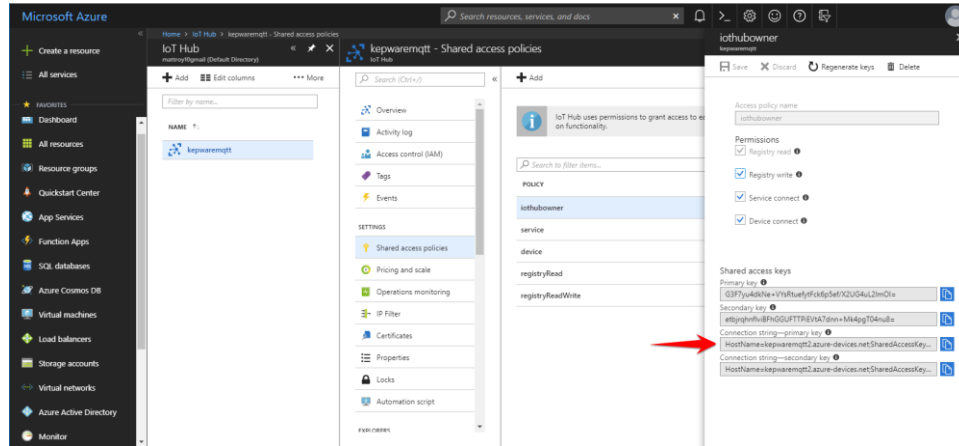 Microsoft Azure
Search resources, services, and docs
Create a resource
All services
FAVORITES
Dashboard
All resources
Resource groups
Quickstart Center
App Services
Function Apps
SQL databases
Azure Cosmos DB
Virtual machines
Load balancers
Storage accounts
Virtual networks
Azure Active Directory
Monitor
Home > IoT Hub > kepwaremqtt - Shared access policies
IoT Hub
mattroy10gmail (Default Directory)
Add Edit columns More
Filter by name...
NAME
kepwaremqtt
kepwaremqtt - Shared access policies
IoT Hub
Search (Ctrl+/)
Overview
Activity log
Access control (IAM)
Tags
Events
SETTINGS
Shared access policies
Pricing and scale
Operations monitoring
IP Filter
Certificates
Properties
Locks
Automation script
EXPLORERS
Add
IoT Hub uses permissions to grant access to
on functionality.
Search to filter items...
POLICY
iothubowner
service
device
registryRead
registryReadWrite
iothubowner
kepwaremqtt
Save Discard Regenerate keys Delete
Access policy name
iothubowner
Permissions
Registry read
Registry write
Service connect
Device connect
Shared access keys
Primary key
Secondary key
Connection string—primary key
HostName=kepwaremqtt2.azure-devices.net;SharedAccessKey...
Connection string—secondary key
HostName=kepwaremqtt2.azure-devices.net;SharedAccessKey...